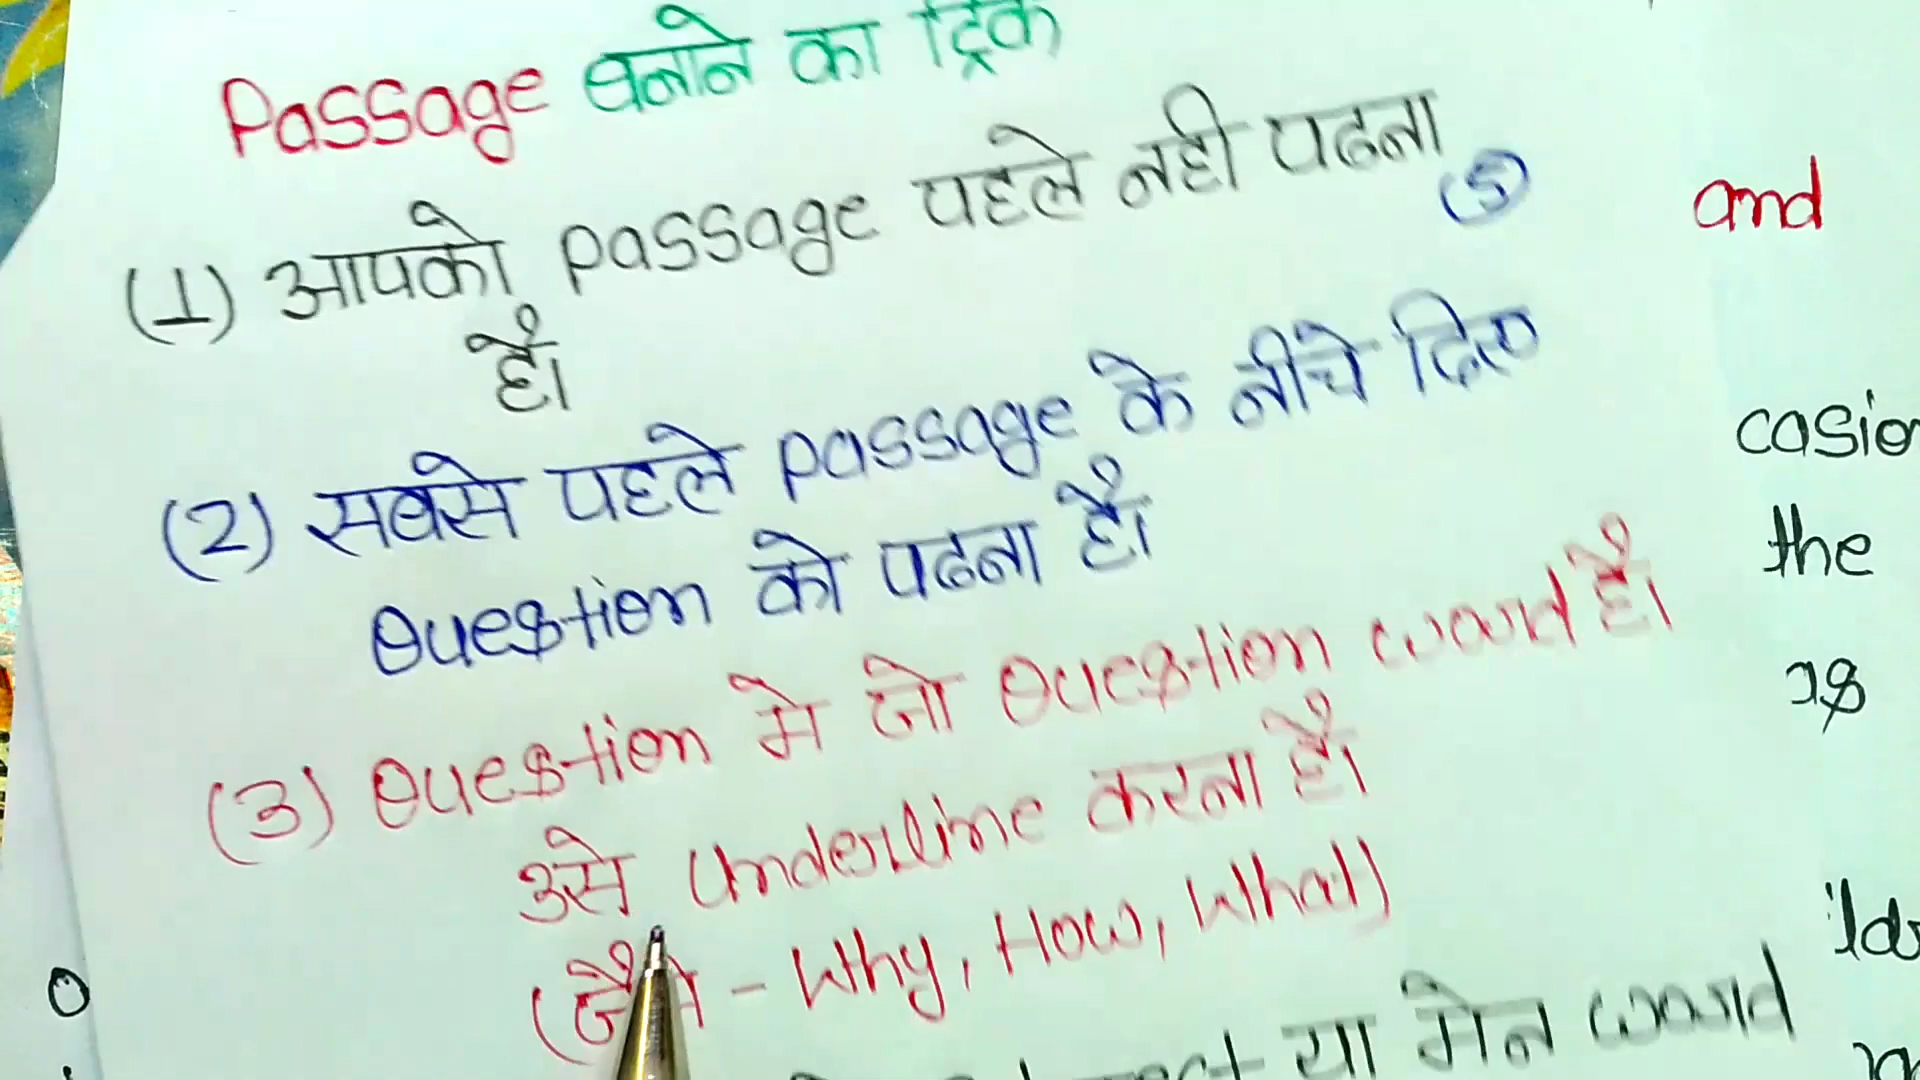 Passage बनाने का ट्रिक
(1) आपको passage पहले नही पढना
है।
(5)
(2) सबसे पहले passage के नीचे दिए
Question को पढना है।
(3) Question मे जो Question word है।
उसे underline करना है।
(जैसे - Why, How, What)
या मेन word
and
the